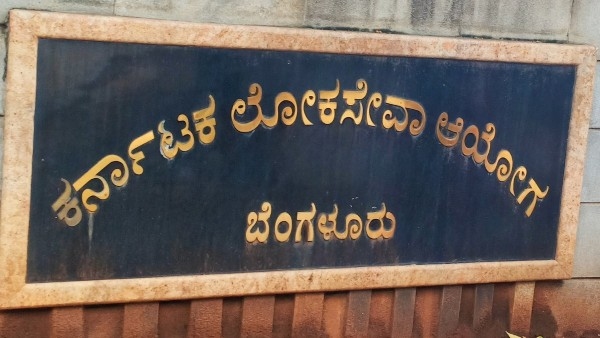 ಕರ್ನಾಟಕ ಲೋಕಸೇವಾ ಆಯೋಗ
ಬೆಂಗಳೂರು